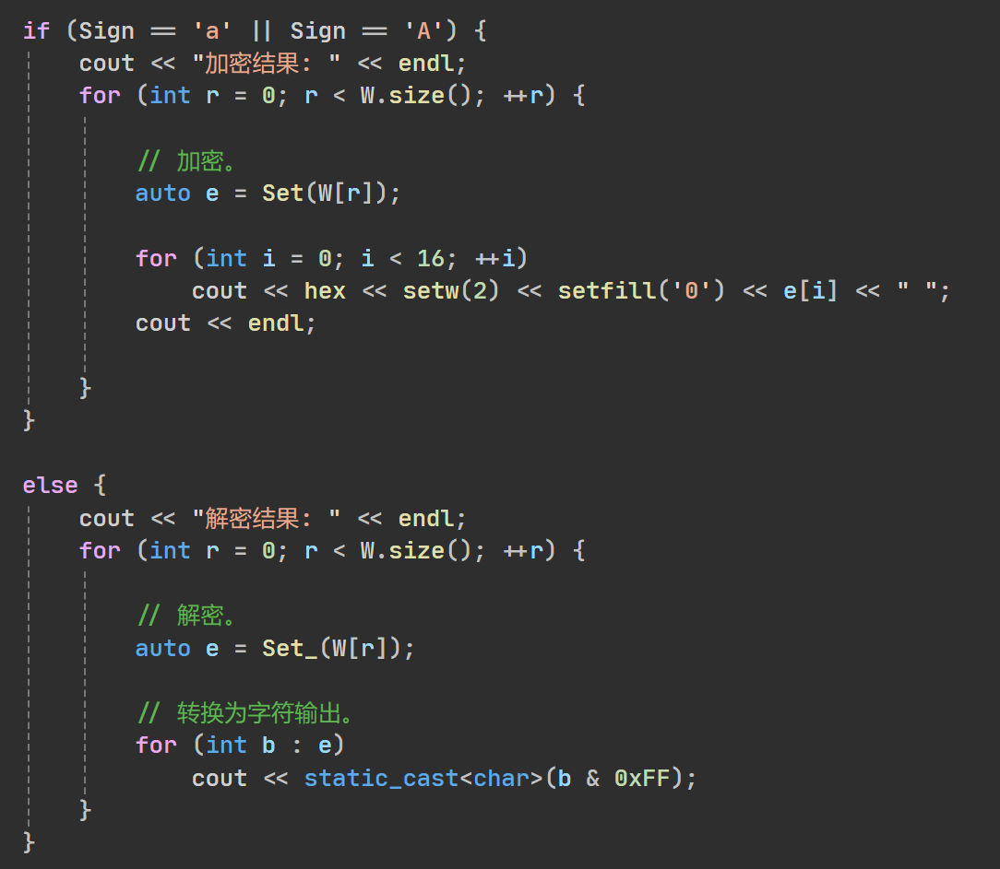 if (Sign == 'a' || Sign == 'A') {
cout << "加密结果: " << endl;
for (int r = 0; r < W.size(); ++r) {
// 加密。
auto e = Set(W[r]);
for (int i = 0; i < 16; ++i)
cout << hex << setw(2) << setfill('0') << e[i] << " ";
cout << endl;
}
}
else {
cout << "解密结果: " << endl;
for (int r = 0; r < W.size(); ++r) {
// 解密。
auto e = Set_(W[r]);
// 转换为字符输出。
for (int b : e)
cout << static_cast<char>(b & 0xFF);
}
}